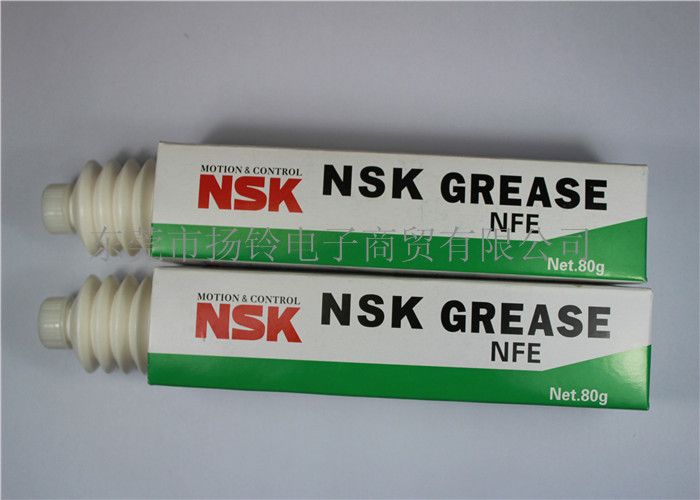 MOTION & CONTROL
NSK
NSK GREASE
NFE
东莞市扬铃电子商贸有限公司
Net.80g
MOTION & CONTROL
NSK
NSK GREASE
NFE
Net.80g